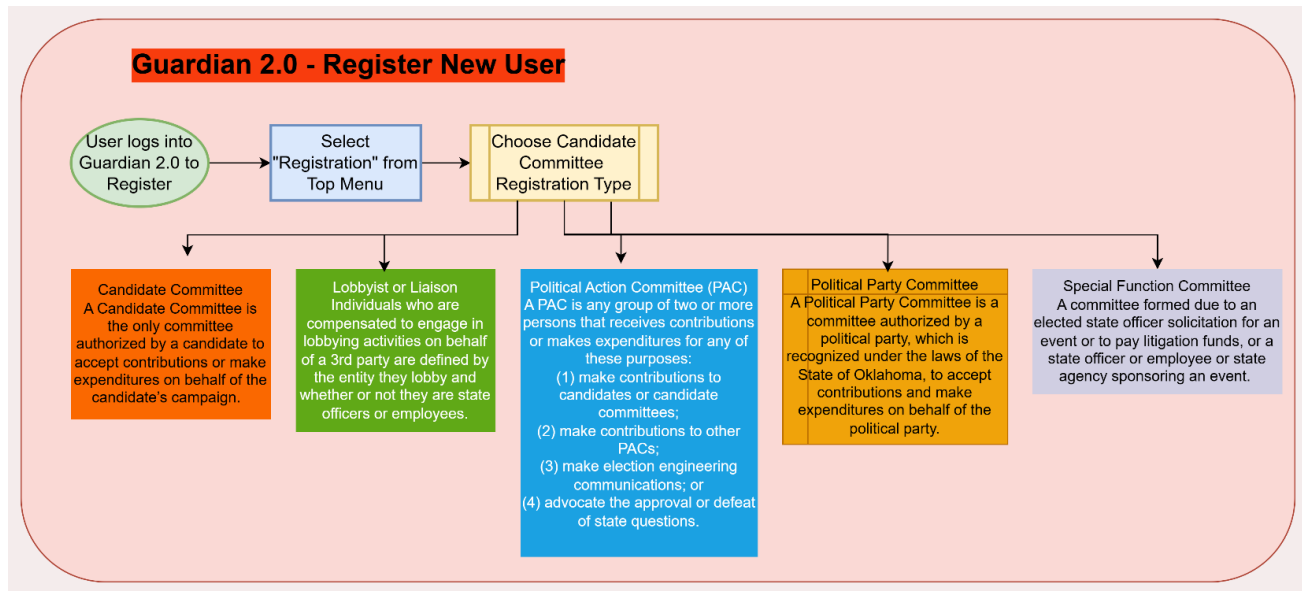 Guardian 2.0 - Register New User
User logs into
Guardian 2.0 to
Register
Select
"Registration" from
Top Menu
Choose Candidate
Committee
Registration Type
Candidate Committee
A Candidate Committee is
the only committee
authorized by a candidate to
accept contributions or make
expenditures on behalf of the
candidate's campaign.
Lobbyist or Liaison
Individuals who are
compensated to engage in
lobbying activities on behalf
of a 3rd party are defined by
the entity they lobby and
whether or not they are state
officers or employees.
Political Action Committee (PAC)
A PAC is any group of two or more
persons that receives contributions
or makes expenditures for any of
these purposes:
(1) make contributions to
candidates or candidate
committees;
(2) make contributions to other
PACs;
(3) make election engineering
communications; or
(4) advocate the approval or defeat
of state questions.
Political Party Committee
A Political Party Committee is a
committee authorized by a
political party, which is
recognized under the laws of the
State of Oklahoma, to accept
contributions and make
expenditures on behalf of the
political party.
Special Function Committee
A committee formed due to an
elected state officer solicitation for an
event or to pay litigation funds, or a
state officer or employee or state
agency sponsoring an event.